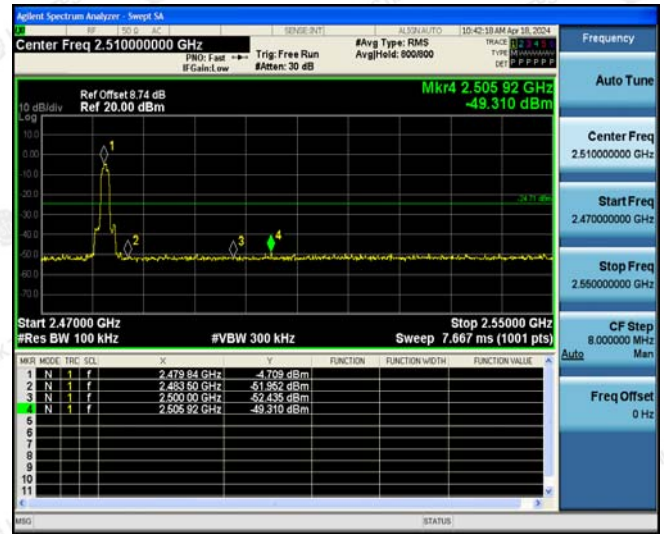 Agilent Spectrum Analyzer - Swept SA
RF 50 Ω AC SENSE:INT ALIGNAUTO 10:42:18 AM Apr 18, 2024
Center Freq 2.510000000 GHz
PNO: Fast
IFGain:Low
Trig: Free Run
#Atten: 30 dB
#Avg Type: RMS
Avg|Hold: 800/800
TRACE 1 2 3 4 5 6
TYPE
DET P P P P P P
Ref Offset 8.74 dB
10 dB/div Ref 20.00 dBm
Log
Mkr4 2.505 92 GHz
-49.310 dBm
10.0
0.00
-10.0
-20.0
-30.0
-40.0
-50.0
-60.0
-70.0
1
2
3
4
-24.71 dBm
Start 2.47000 GHz
Stop 2.55000 GHz
#Res BW 100 kHz
#VBW 300 kHz
Sweep 7.667 ms (1001 pts)
MKR MODE TRC SCL X Y FUNCTION FUNCTION WIDTH FUNCTION VALUE
1 N 1 f 2.479 84 GHz -4.709 dBm
2 N 1 f 2.483 50 GHz -51.952 dBm
3 N 1 f 2.500 00 GHz -52.435 dBm
4 N 1 f 2.505 92 GHz -49.310 dBm
5
6
7
8
9
10
11
MSG
STATUS
Frequency
Auto Tune
Center Freq
2.510000000 GHz
Start Freq
2.470000000 GHz
Stop Freq
2.550000000 GHz
CF Step
8.000000 MHz
Auto Man
Freq Offset
0 Hz